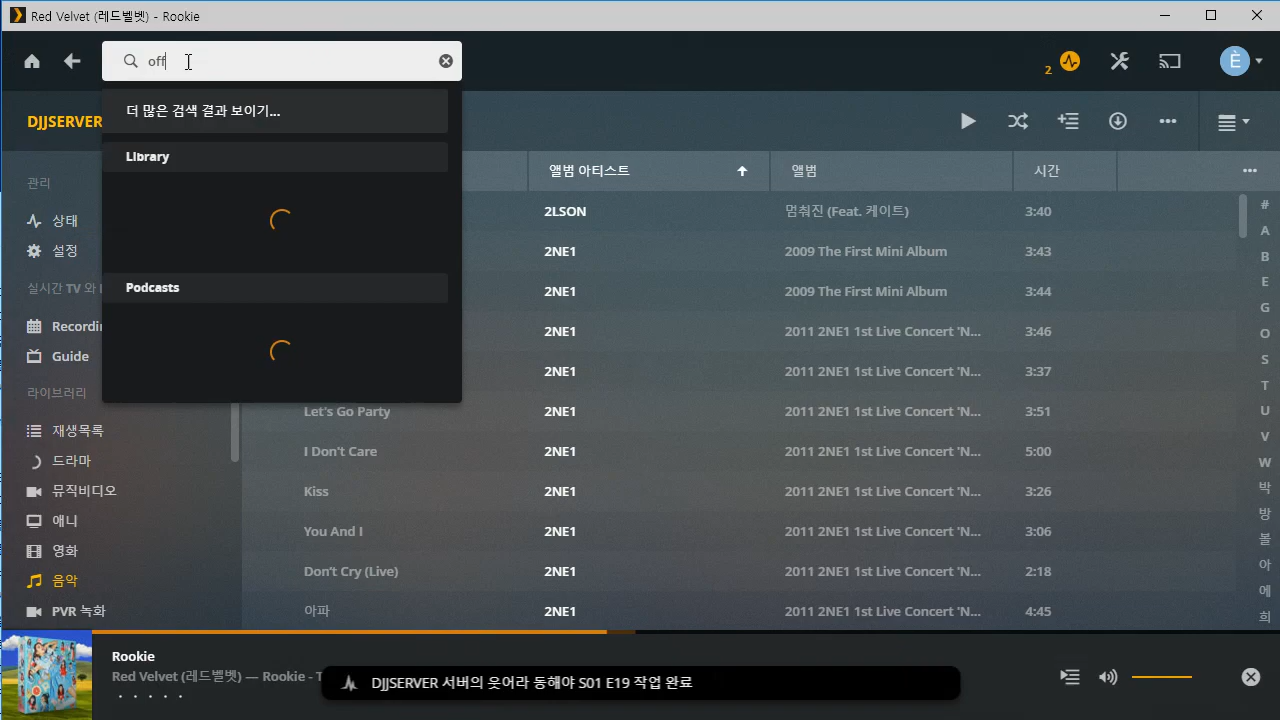 Red Velvet (레드벨벳) - Rookie
off
2
È
더 많은 검색 결과 보이기...
DJJSERVER
Library
Podcasts
관리
상태
설정
실시간 TV 와
Recordin
Guide
라이브러리
재생목록
드라마
뮤직비디오
애니
영화
음악
PVR 녹화
앨범 아티스트 앨범 시간
2LSON 멈춰진 (Feat. 케이트) 3:40
2NE1 2009 The First Mini Album 3:43
2NE1 2009 The First Mini Album 3:44
2NE1 2011 2NE1 1st Live Concert 'N... 3:46
2NE1 2011 2NE1 1st Live Concert 'N... 3:37
Let's Go Party 2NE1 2011 2NE1 1st Live Concert 'N... 3:51
I Don't Care 2NE1 2011 2NE1 1st Live Concert 'N... 5:00
Kiss 2NE1 2011 2NE1 1st Live Concert 'N... 3:26
You And I 2NE1 2011 2NE1 1st Live Concert 'N... 3:06
Don't Cry (Live) 2NE1 2011 2NE1 1st Live Concert 'N... 2:18
아파 2NE1 2011 2NE1 1st Live Concert 'N... 4:45
#
A
B
E
G
O
S
T
U
V
W
박
방
볼
아
에
희
Rookie
Red Velvet (레드벨벳) — Rookie - T
DJJSERVER 서버의 웃어라 동해야 S01 E19 작업 완료